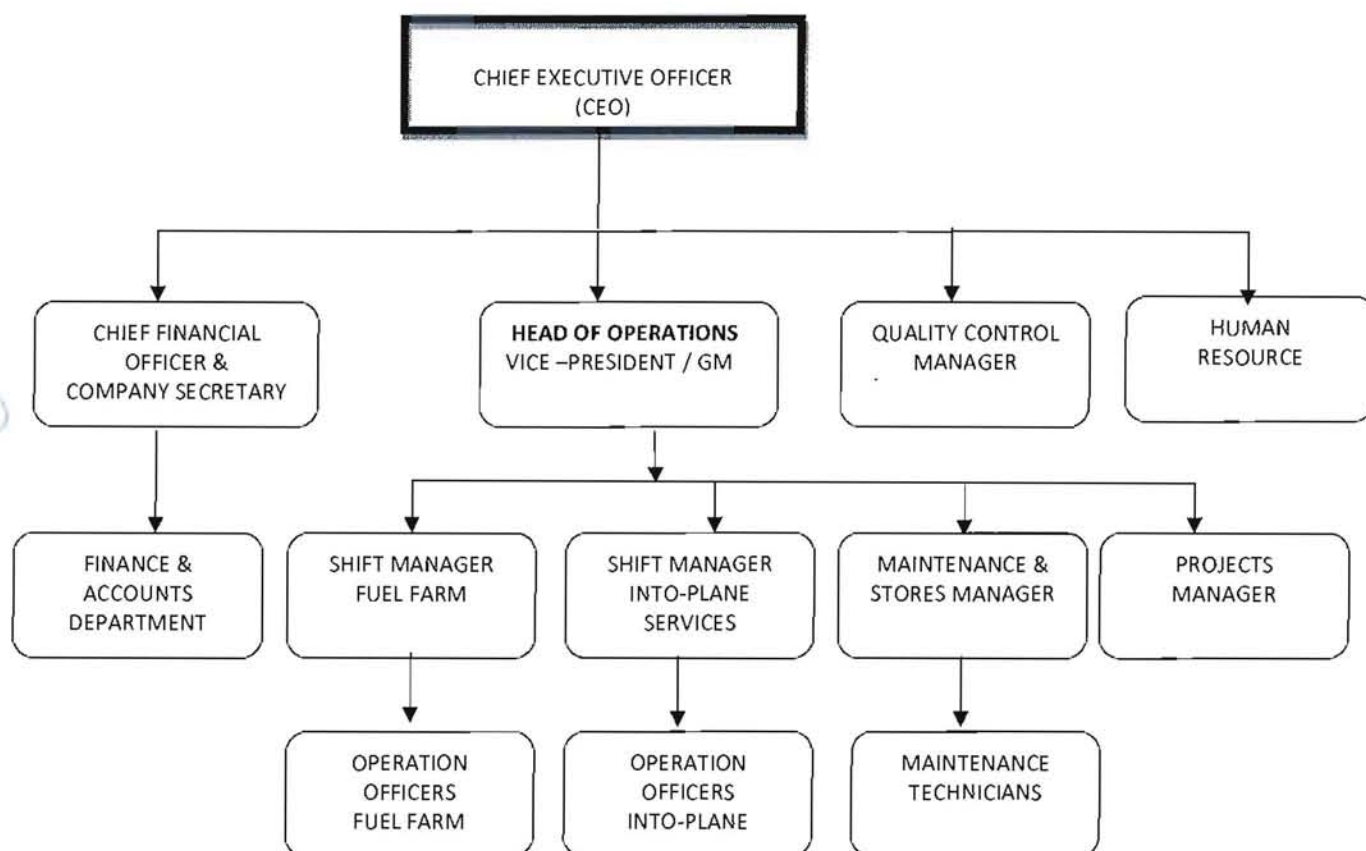 CHIEF EXECUTIVE OFFICER
(CEO)
CHIEF FINANCIAL
OFFICER &
COMPANY SECRETARY
HEAD OF OPERATIONS
VICE –PRESIDENT / GM
QUALITY CONTROL
MANAGER
HUMAN
RESOURCE
FINANCE &
ACCOUNTS
DEPARTMENT
SHIFT MANAGER
FUEL FARM
SHIFT MANAGER
INTO-PLANE
SERVICES
MAINTENANCE &
STORES MANAGER
PROJECTS
MANAGER
OPERATION
OFFICERS
FUEL FARM
OPERATION
OFFICERS
INTO-PLANE
MAINTENANCE
TECHNICIANS